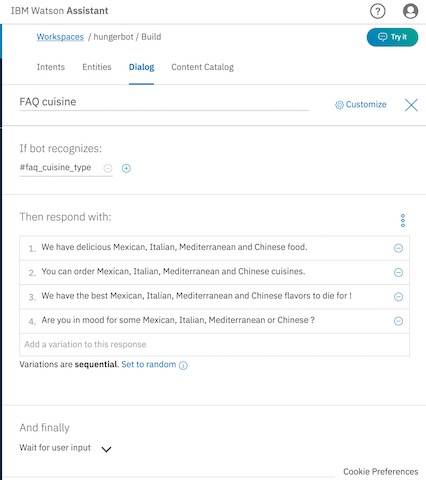 IBM Watson Assistant
Workspaces / hungerbot / Build
Try it
Intents Entities Dialog Content Catalog
FAQ cuisine
Customize
If bot recognizes:
#faq_cuisine_type
Then respond with:
1. We have delicious Mexican, Italian, Mediterranean and Chinese food.
2. You can order Mexican, Italian, Mediterranean and Chinese cuisines.
3. We have the best Mexican, Italian, Mediterranean and Chinese flavors to die for !
4. Are you in mood for some Mexican, Italian, Mediterranean or Chinese ?
Add a variation to this response
Variations are sequential. Set to random
And finally
Wait for user input
Cookie Preferences